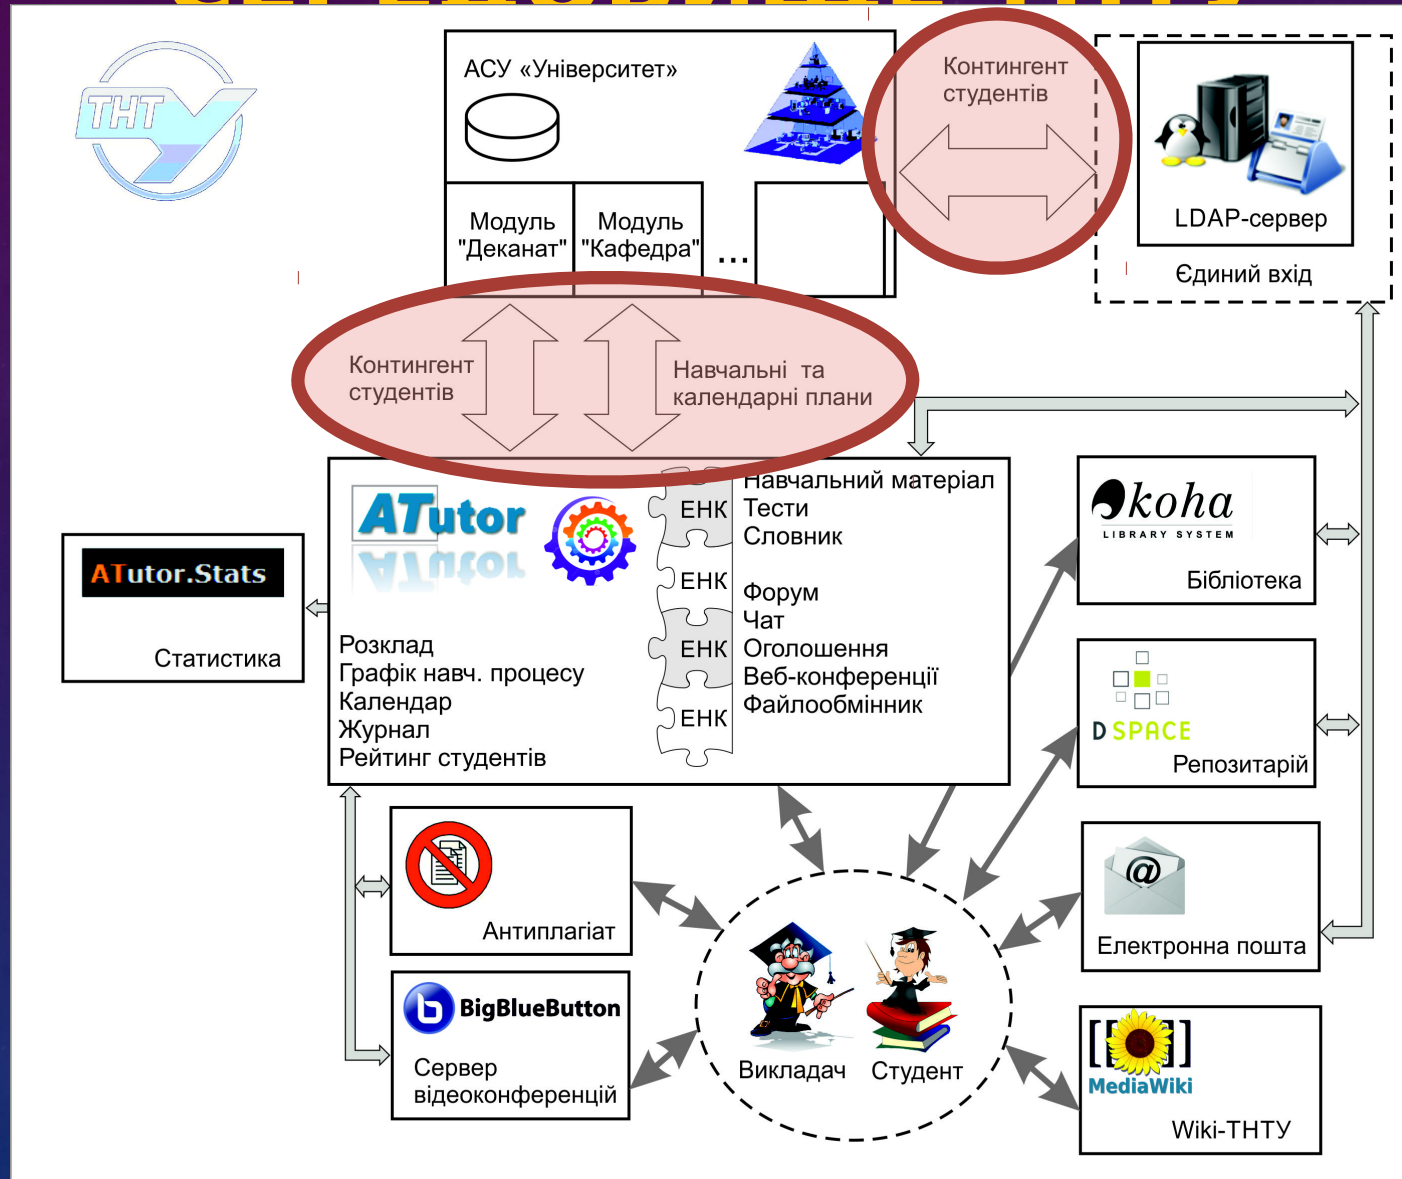 СЕРЕДОВИЩЕ ТНТУ
ТНТУ
АСУ «Університет»
Контингент
студентів
LDAP-сервер
Єдиний вхід
Модуль
"Деканат"
Модуль
"Кафедра"
...
Контингент
студентів
Навчальні та
календарні плани
ATutor
ЕНК
ЕНК
ЕНК
ЕНК
Навчальний матеріал
Тести
Словник
Форум
Чат
Оголошення
Веб-конференції
Файлообмінник
Розклад
Графік навч. процесу
Календар
Журнал
Рейтинг студентів
ATutor.Stats
Статистика
koha
LIBRARY SYSTEM
Бібліотека
DSPACE
Репозитарій
@
Електронна пошта
Антиплагіат
b BigBlueButton
Сервер
відеоконференцій
Викладач
Студент
[[ ]]
MediaWiki
Wiki-ТНТУ